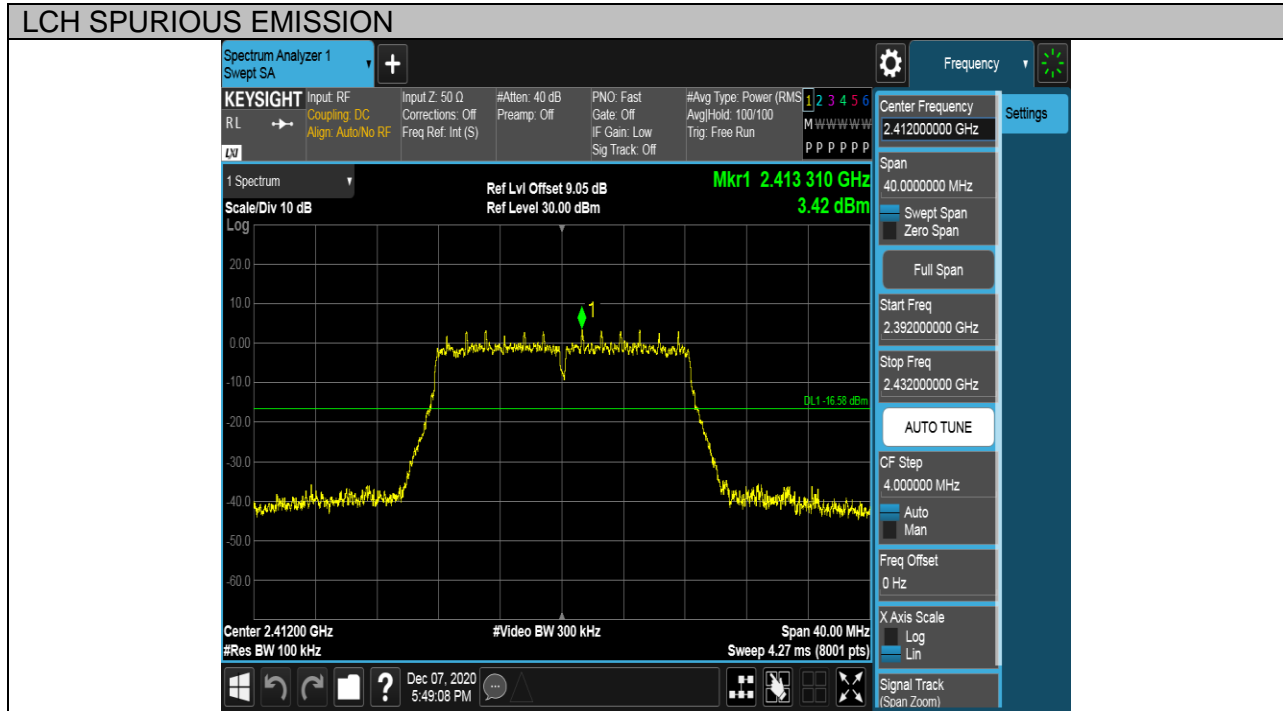 LCH SPURIOUS EMISSION
Spectrum Analyzer 1
Swept SA
+
Frequency
KEYSIGHT
RL
LXI
Input: RF
Coupling: DC
Align: Auto/No RF
Input Z: 50 Ω
Corrections: Off
Freq Ref: Int (S)
#Atten: 40 dB
Preamp: Off
PNO: Fast
Gate: Off
IF Gain: Low
Sig Track: Off
#Avg Type: Power (RMS
Avg|Hold: 100/100
Trig: Free Run
1 2 3 4 5 6
M W W W W W
P P P P P P
1 Spectrum
Scale/Div 10 dB
Log
Ref Lvl Offset 9.05 dB
Ref Level 30.00 dBm
Mkr1 2.413 310 GHz
3.42 dBm
20.0
10.0
0.00
-10.0
-20.0
-30.0
-40.0
-50.0
-60.0
1
DL1 -16.58 dBm
Center 2.41200 GHz
#Res BW 100 kHz
#Video BW 300 kHz
Span 40.00 MHz
Sweep 4.27 ms (8001 pts)
?
Dec 07, 2020
5:49:08 PM
Center Frequency
2.412000000 GHz
Settings
Span
40.0000000 MHz
Swept Span
Zero Span
Full Span
Start Freq
2.392000000 GHz
Stop Freq
2.432000000 GHz
AUTO TUNE
CF Step
4.000000 MHz
Auto
Man
Freq Offset
0 Hz
X Axis Scale
Log
Lin
Signal Track
(Span Zoom)